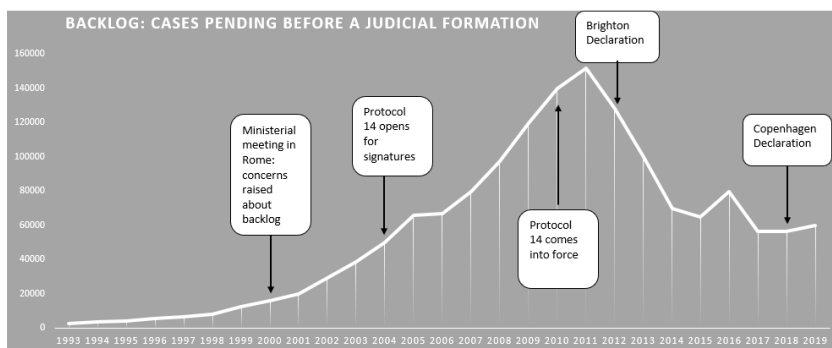 BACKLOG: CASES PENDING BEFORE A JUDICIAL FORMATION
160000
140000
120000
100000
80000
60000
40000
20000
0
Ministerial
meeting in
Rome:
concerns
raised
about
backlog
Protocol
14 opens
for
signatures
Protocol
14 comes
into force
Brighton
Declaration
Copenhagen
Declaration
1993 1994 1995 1996 1997 1998 1999 2000 2001 2002 2003 2004 2005 2006 2007 2008 2009 2010 2011 2012 2013 2014 2015 2016 2017 2018 2019